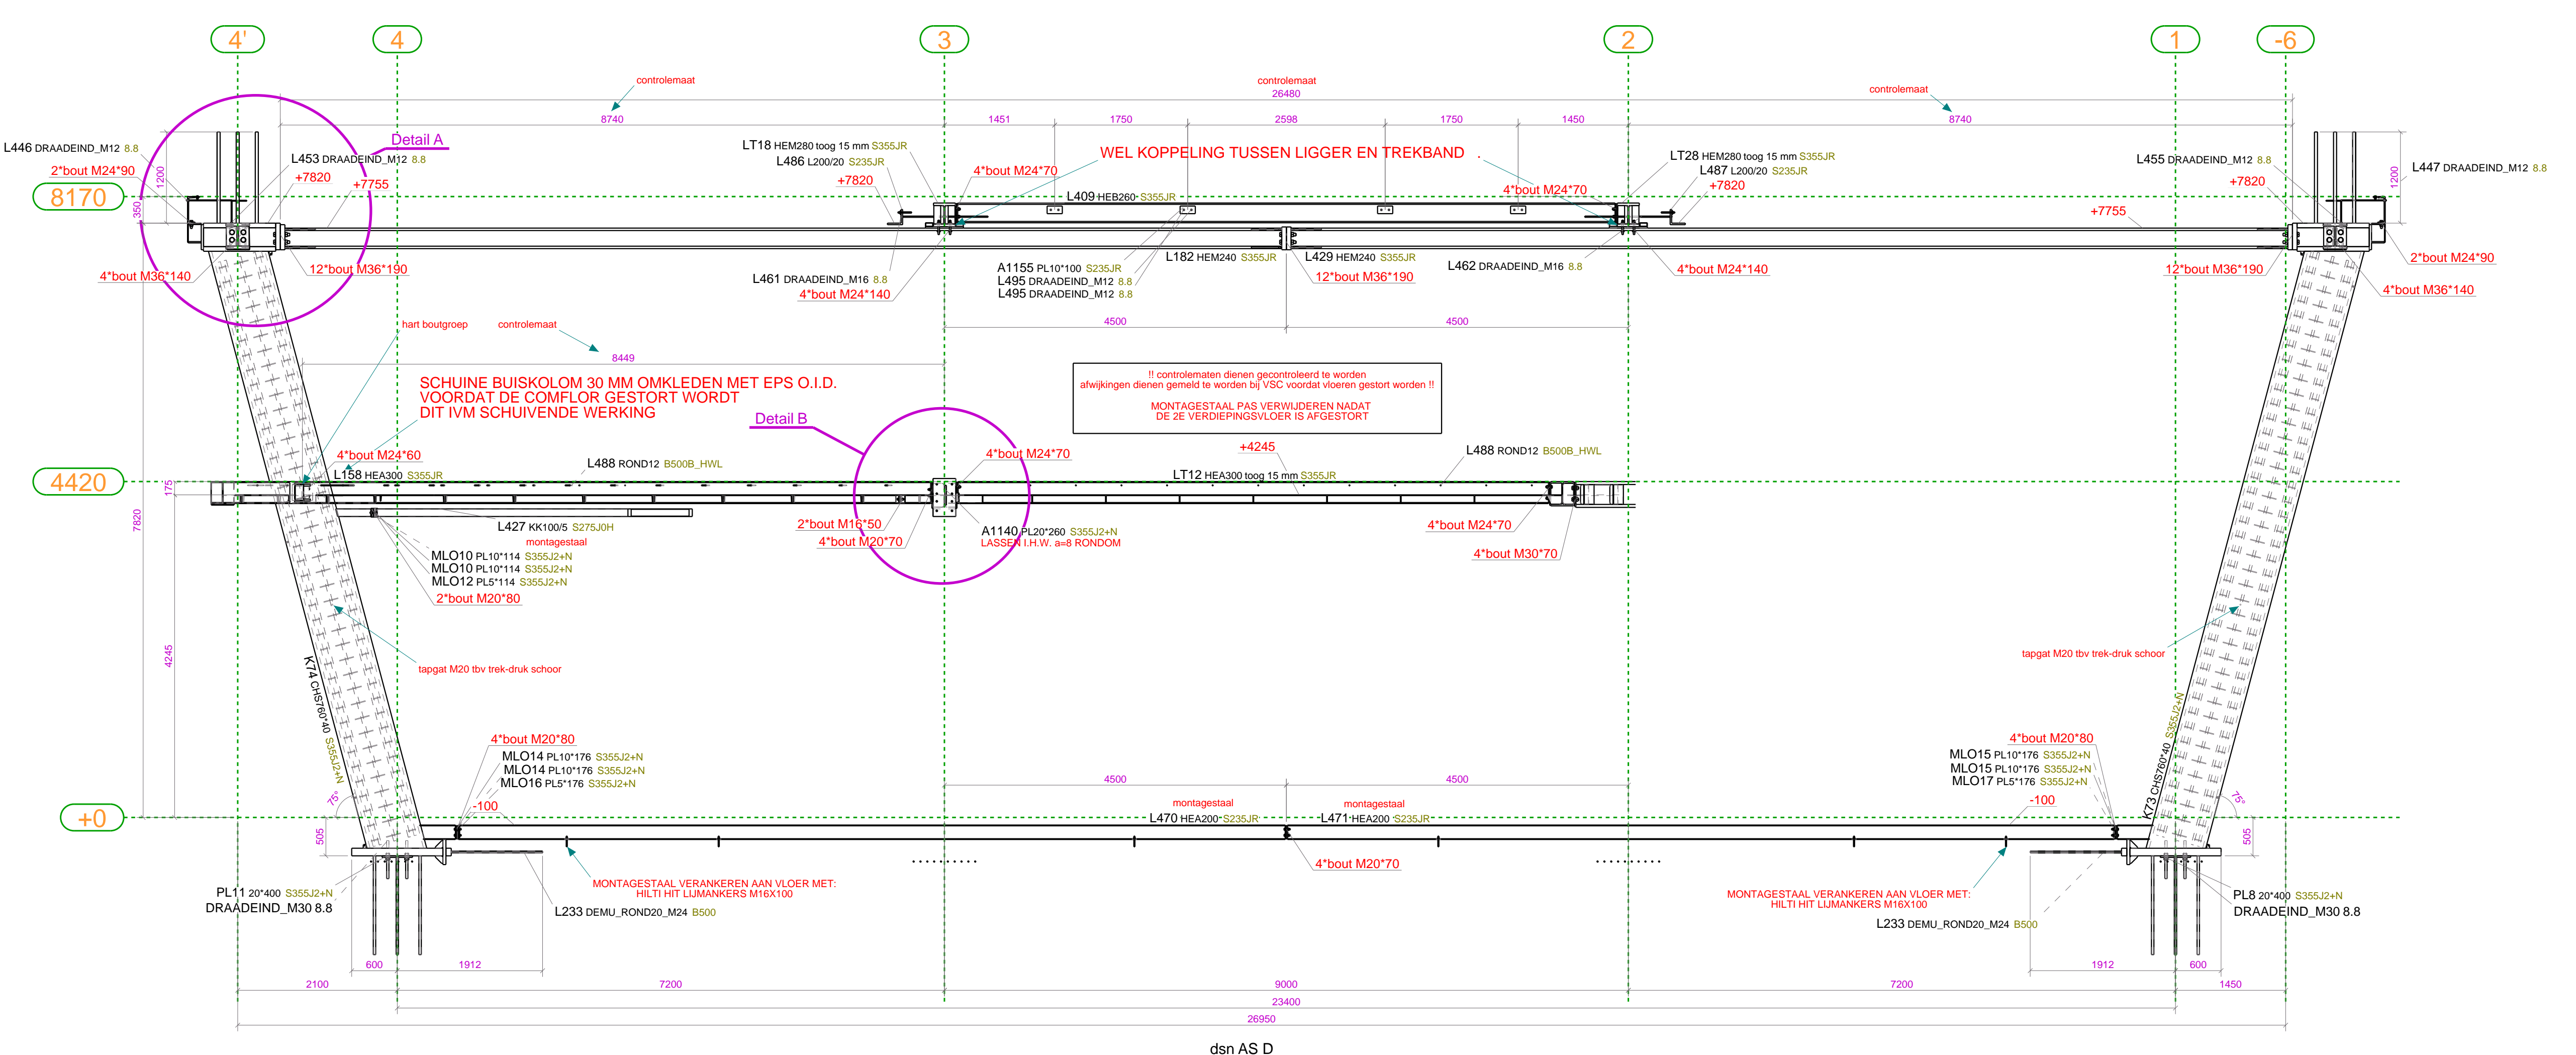 4'
4
3
2
1
-6
controlemaat
controlemaat
controlemaat
26480
8740
1451
1750
2598
1750
1450
8740
Detail A
L446 DRAADEIND_M12 8.8
2*bout M24*90
L453 DRAADEIND_M12 8.8
+7820
+7755
1200
350
8170
LT18 HEM280 toog 15 mm S355JR
L486 L200/20 S235JR
+7820
4*bout M24*70
WEL KOPPELING TUSSEN LIGGER EN TREKBAND .
L409 HEB260 S355JR
4*bout M24*70
LT28 HEM280 toog 15 mm S355JR
L487 L200/20 S235JR
+7820
L455 DRAADEIND_M12 8.8
+7820
+7755
1200
L447 DRAADEIND_M12 8.8
4*bout M36*140
12*bout M36*190
L461 DRAADEIND_M16 8.8
4*bout M24*140
A1155 PL10*100 S235JR
L495 DRAADEIND_M12 8.8
L495 DRAADEIND_M12 8.8
L182 HEM240 S355JR
L429 HEM240 S355JR
12*bout M36*190
L462 DRAADEIND_M16 8.8
4*bout M24*140
12*bout M36*190
2*bout M24*90
4*bout M36*140
4500
4500
hart boutgroep
controlemaat
8449
SCHUINE BUISKOLOM 30 MM OMKLEDEN MET EPS O.I.D.
VOORDAT DE COMFLOR GESTORT WORDT
DIT IVM SCHUIVENDE WERKING
!! controlematen dienen gecontroleerd te worden
afwijkingen dienen gemeld te worden bij VSC voordat vloeren gestort worden !!
MONTAGESTAAL PAS VERWIJDEREN NADAT
DE 2E VERDIEPINGSVLOER IS AFGESTORT
Detail B
4*bout M24*60
L158 HEA300 S355JR
L488 ROND12 B500B_HWL
4*bout M24*70
+4245
LT12 HEA300 toog 15 mm S355JR
L488 ROND12 B500B_HWL
4420
175
7820
4245
L427 KK100/5 S275J0H
montagestaal
MLO10 PL10*114 S355J2+N
MLO10 PL10*114 S355J2+N
MLO12 PL5*114 S355J2+N
2*bout M20*80
2*bout M16*50
4*bout M20*70
A1140 PL20*260 S355J2+N
LASSEN I.H.W. a=8 RONDOM
4*bout M24*70
4*bout M30*70
tapgat M20 tbv trek-druk schoor
tapgat M20 tbv trek-druk schoor
K74 CHS760*40 S355J2+N
K73 CHS760*40 S355J2+N
75°
75°
4*bout M20*80
MLO14 PL10*176 S355J2+N
MLO14 PL10*176 S355J2+N
MLO16 PL5*176 S355J2+N
-100
4500
4500
montagestaal
montagestaal
L470 HEA200 S235JR
L471 HEA200 S235JR
4*bout M20*80
MLO15 PL10*176 S355J2+N
MLO15 PL10*176 S355J2+N
MLO17 PL5*176 S355J2+N
-100
+0
505
505
4*bout M20*70
PL11 20*400 S355J2+N
DRAADEIND_M30 8.8
MONTAGESTAAL VERANKEREN AAN VLOER MET:
HILTI HIT LIJMANKERS M16X100
L233 DEMU_ROND20_M24 B500
MONTAGESTAAL VERANKEREN AAN VLOER MET:
HILTI HIT LIJMANKERS M16X100
L233 DEMU_ROND20_M24 B500
PL8 20*400 S355J2+N
DRAADEIND_M30 8.8
600
1912
1912
600
2100
7200
9000
7200
1450
23400
26950
dsn AS D